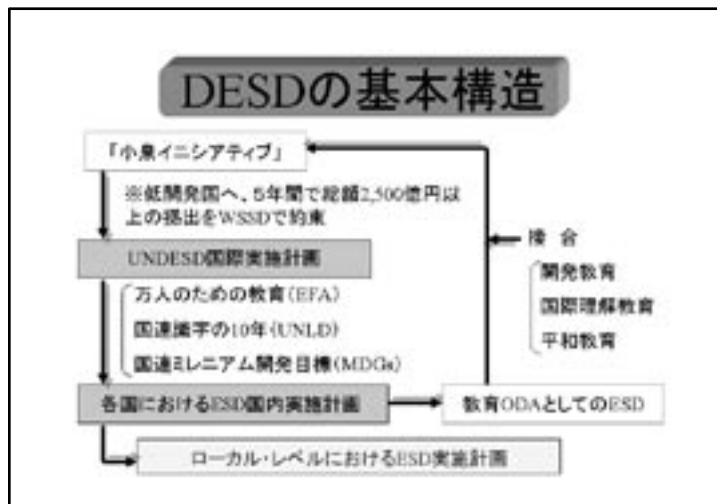 DESDの基本構造
「小泉イニシアティブ」
※低開発国へ、5年間で総額2,500億円以
上の拠出をWSSDで約束
UNDESD国際実施計画
万人のための教育(EFA)
国連識字の10年(UNLD)
国連ミレニアム開発目標(MDGs)
接 合
開発教育
国際理解教育
平和教育
各国におけるESD国内実施計画
教育ODAとしてのESD
ローカル・レベルにおけるESD実施計画